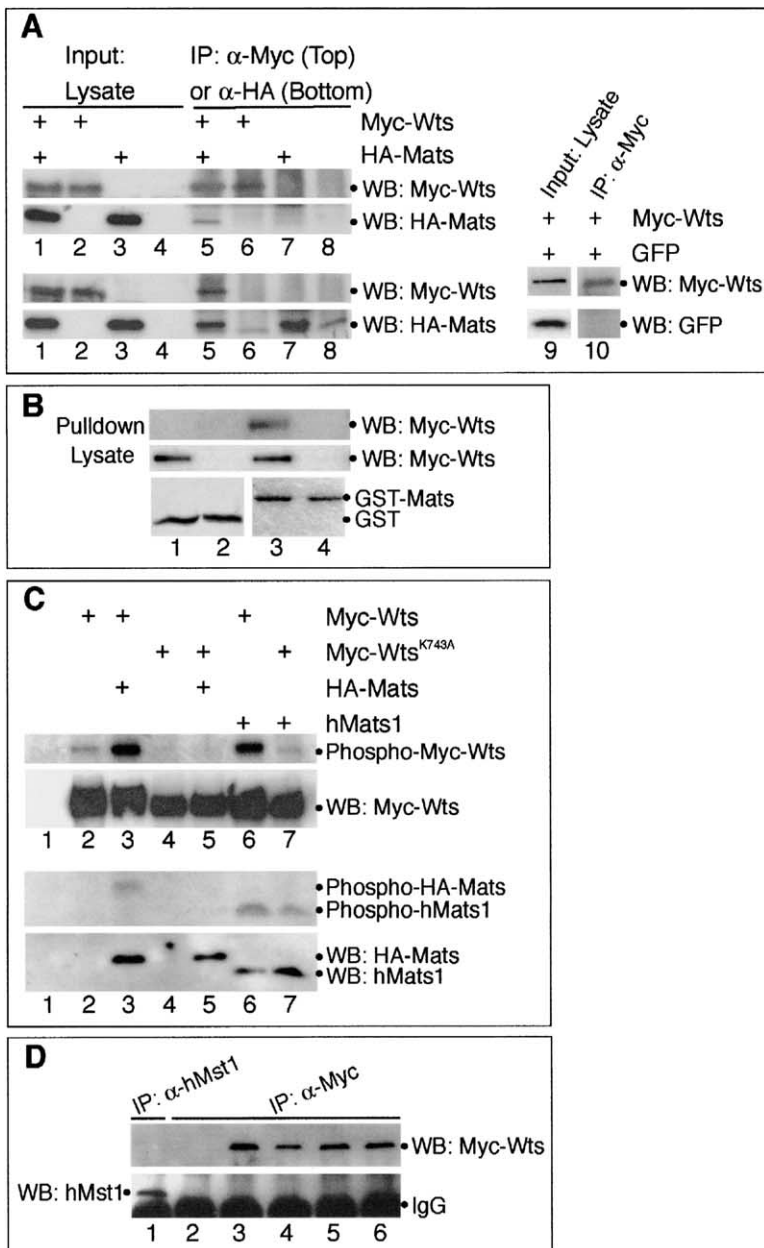 A
Input: Lysate
IP: α-Myc (Top) or α-HA (Bottom)
+ + + + Myc-Wts
+ + + + HA-Mats
WB: Myc-Wts
WB: HA-Mats
1 2 3 4 5 6 7 8
WB: Myc-Wts
WB: HA-Mats
1 2 3 4 5 6 7 8
Input: Lysate
IP: α-Myc
+ + Myc-Wts
+ + GFP
WB: Myc-Wts
WB: GFP
9 10
B
Pulldown WB: Myc-Wts
Lysate WB: Myc-Wts
GST-Mats
GST
1 2 3 4
C
+ + + Myc-Wts
+ + + Myc-Wts^K743A
+ + HA-Mats
+ + hMats1
Phospho-Myc-Wts
WB: Myc-Wts
1 2 3 4 5 6 7
Phospho-HA-Mats
Phospho-hMats1
WB: HA-Mats
WB: hMats1
1 2 3 4 5 6 7
D
IP: α-hMst1
IP: α-Myc
WB: Myc-Wts
WB: hMst1
IgG
1 2 3 4 5 6